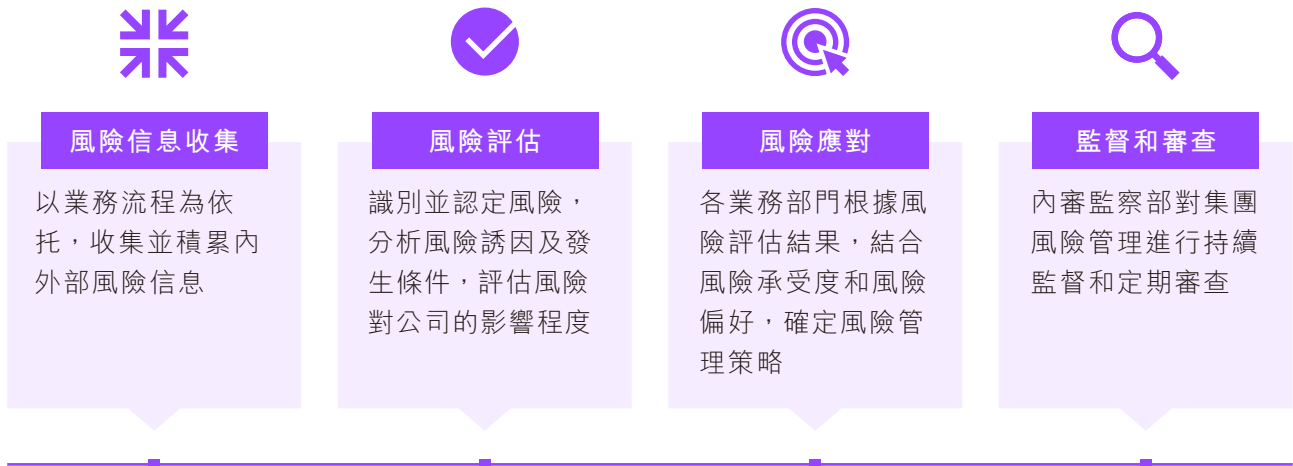 風險信息收集
以業務流程為依
托，收集並積累內
外部風險信息
風險評估
識別並認定風險，
分析風險誘因及發
生條件，評估風險
對公司的影響程度
風險應對
各業務部門根據風
險評估結果，結合
風險承受度和風險
偏好，確定風險管
理策略
監督和審查
內審監察部對集團
風險管理進行持續
監督和定期審查